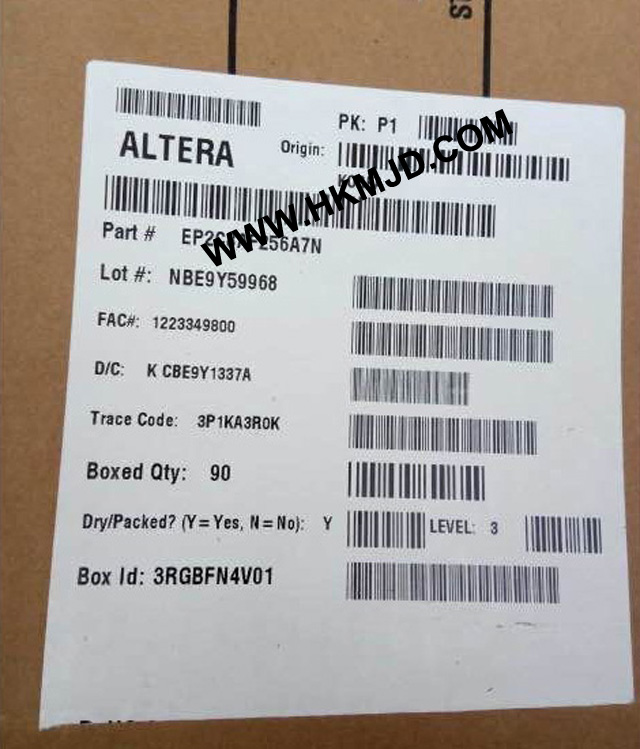 ST
PK: P1
ALTERA
Origin:
WWW.HKMJD.COM
Part #
Lot #: NBE9Y59968
FAC#: 1223349800
D/C: K CBE9Y1337A
Trace Code: 3P1KA3R0K
Boxed Qty: 90
Dry/Packed? (Y=Yes, N=No): Y LEVEL: 3
Box Id: 3RGBFN4V01